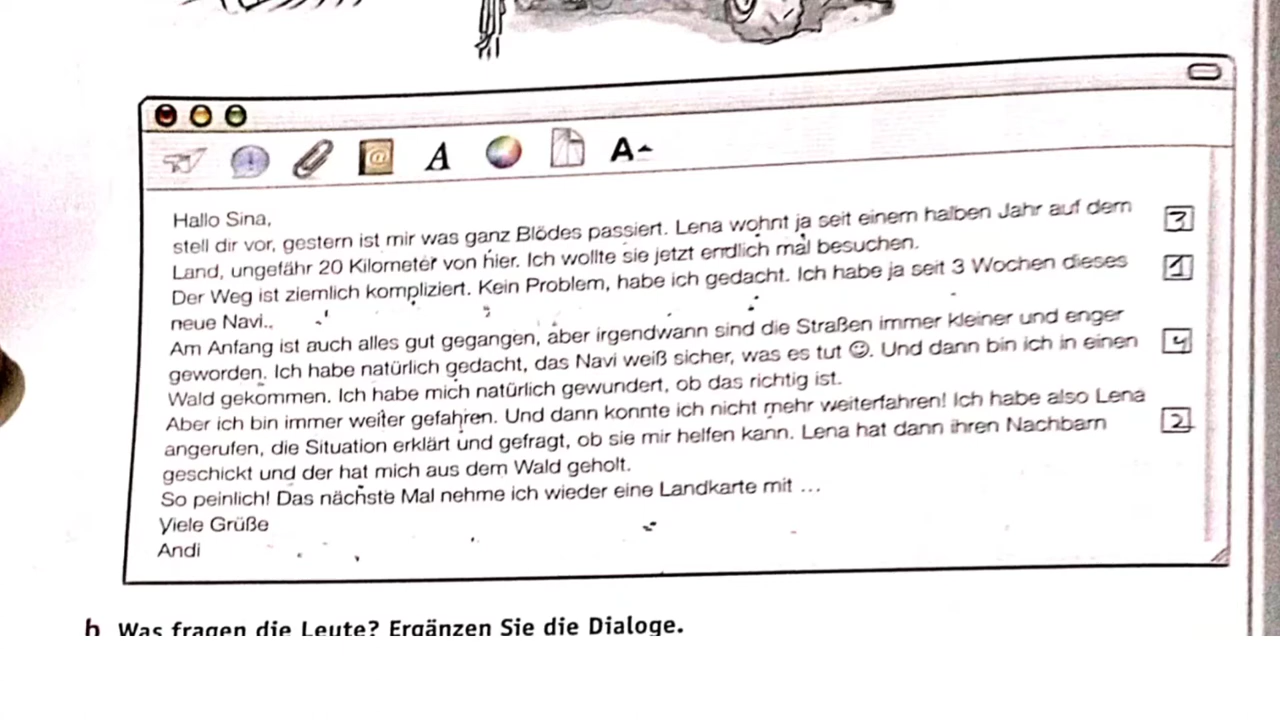 A
A
Hallo Sina,
stell dir vor, gestern ist mir was ganz Blödes passiert. Lena wohnt ja seit einem halben Jahr auf dem
3
Land, ungefähr 20 Kilometer von hier. Ich wollte sie jetzt endlich mal besuchen.
Der Weg ist ziemlich kompliziert. Kein Problem, habe ich gedacht. Ich habe ja seit 3 Wochen dieses
1
neue Navi..
Am Anfang ist auch alles gut gegangen, aber irgendwann sind die Straßen immer kleiner und enger
geworden. Ich habe natürlich gedacht, das Navi weiß sicher, was es tut ☺. Und dann bin ich in einen
4
Wald gekommen. Ich habe mich natürlich gewundert, ob das richtig ist.
Aber ich bin immer weiter gefahren. Und dann konnte ich nicht mehr weiterfahren! Ich habe also Lena
angerufen, die Situation erklärt und gefragt, ob sie mir helfen kann. Lena hat dann ihren Nachbarn
2
geschickt und der hat mich aus dem Wald geholt.
So peinlich! Das nächste Mal nehme ich wieder eine Landkarte mit ...
Viele Grüße
Andi
b Was fragen die Leute? Ergänzen Sie die Dialoge.